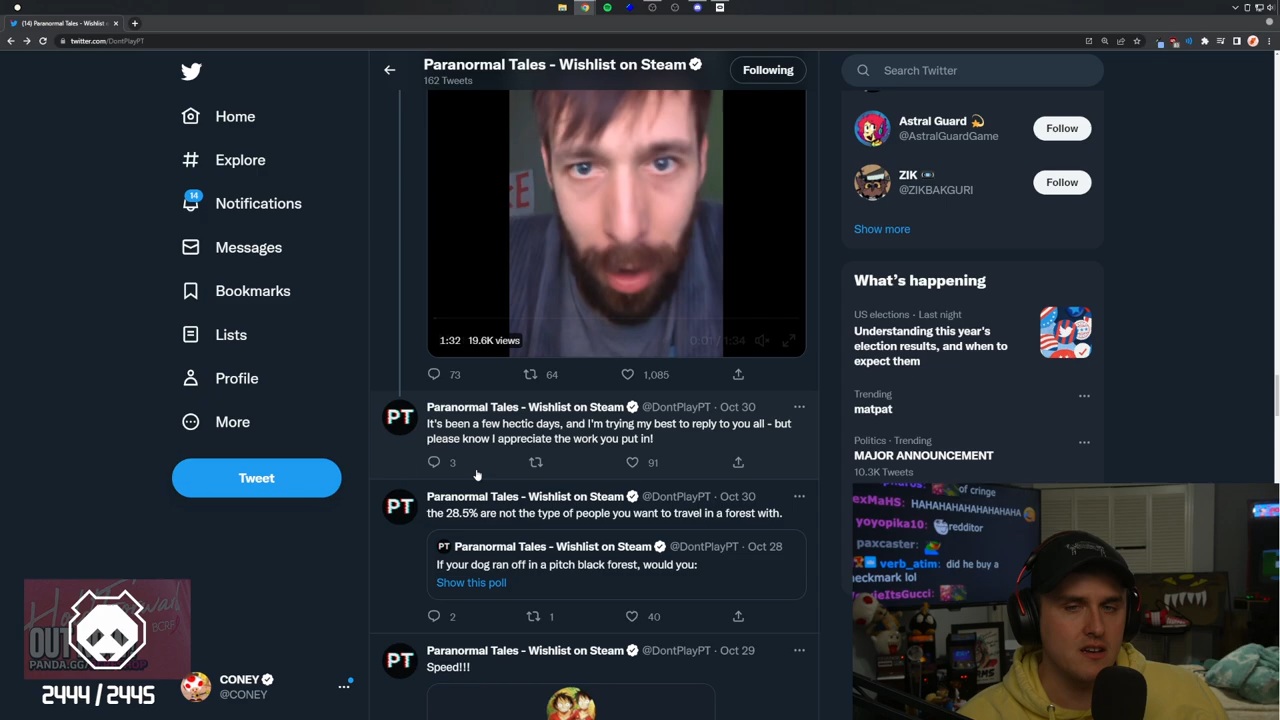 (14) Paranormal Tales - Wishlist
twitter.com/DontPlayPT
Home
Explore
14
Notifications
Messages
Bookmarks
Lists
Profile
More
Tweet
CONEY
@CONEY
2444 / 2445
Paranormal Tales - Wishlist on Steam
162 Tweets
Following
1:32 19.6K views
0:01 / 1:34
73
64
1,085
PT
Paranormal Tales - Wishlist on Steam @DontPlayPT · Oct 30
It's been a few hectic days, and I'm trying my best to reply to you all - but
please know I appreciate the work you put in!
3
91
PT
Paranormal Tales - Wishlist on Steam @DontPlayPT · Oct 30
the 28.5% are not the type of people you want to travel in a forest with.
PT Paranormal Tales - Wishlist on Steam @DontPlayPT · Oct 28
If your dog ran off in a pitch black forest, would you:
Show this poll
2
1
40
PT
Paranormal Tales - Wishlist on Steam @DontPlayPT · Oct 29
Speed!!!
Search Twitter
Astral Guard
@AstralGuardGame
Follow
ZIK
@ZIKBAKGURI
Follow
Show more
What's happening
US elections · Last night
Understanding this year's
election results, and when to
expect them
Trending
matpat
Politics · Trending
MAJOR ANNOUNCEMENT
10.3K Tweets
of cringe
HAHAHAHAHAHAHA
yoyopika10: redditor
paxcaster:
verb_atim: did he buy a
checkmark lol